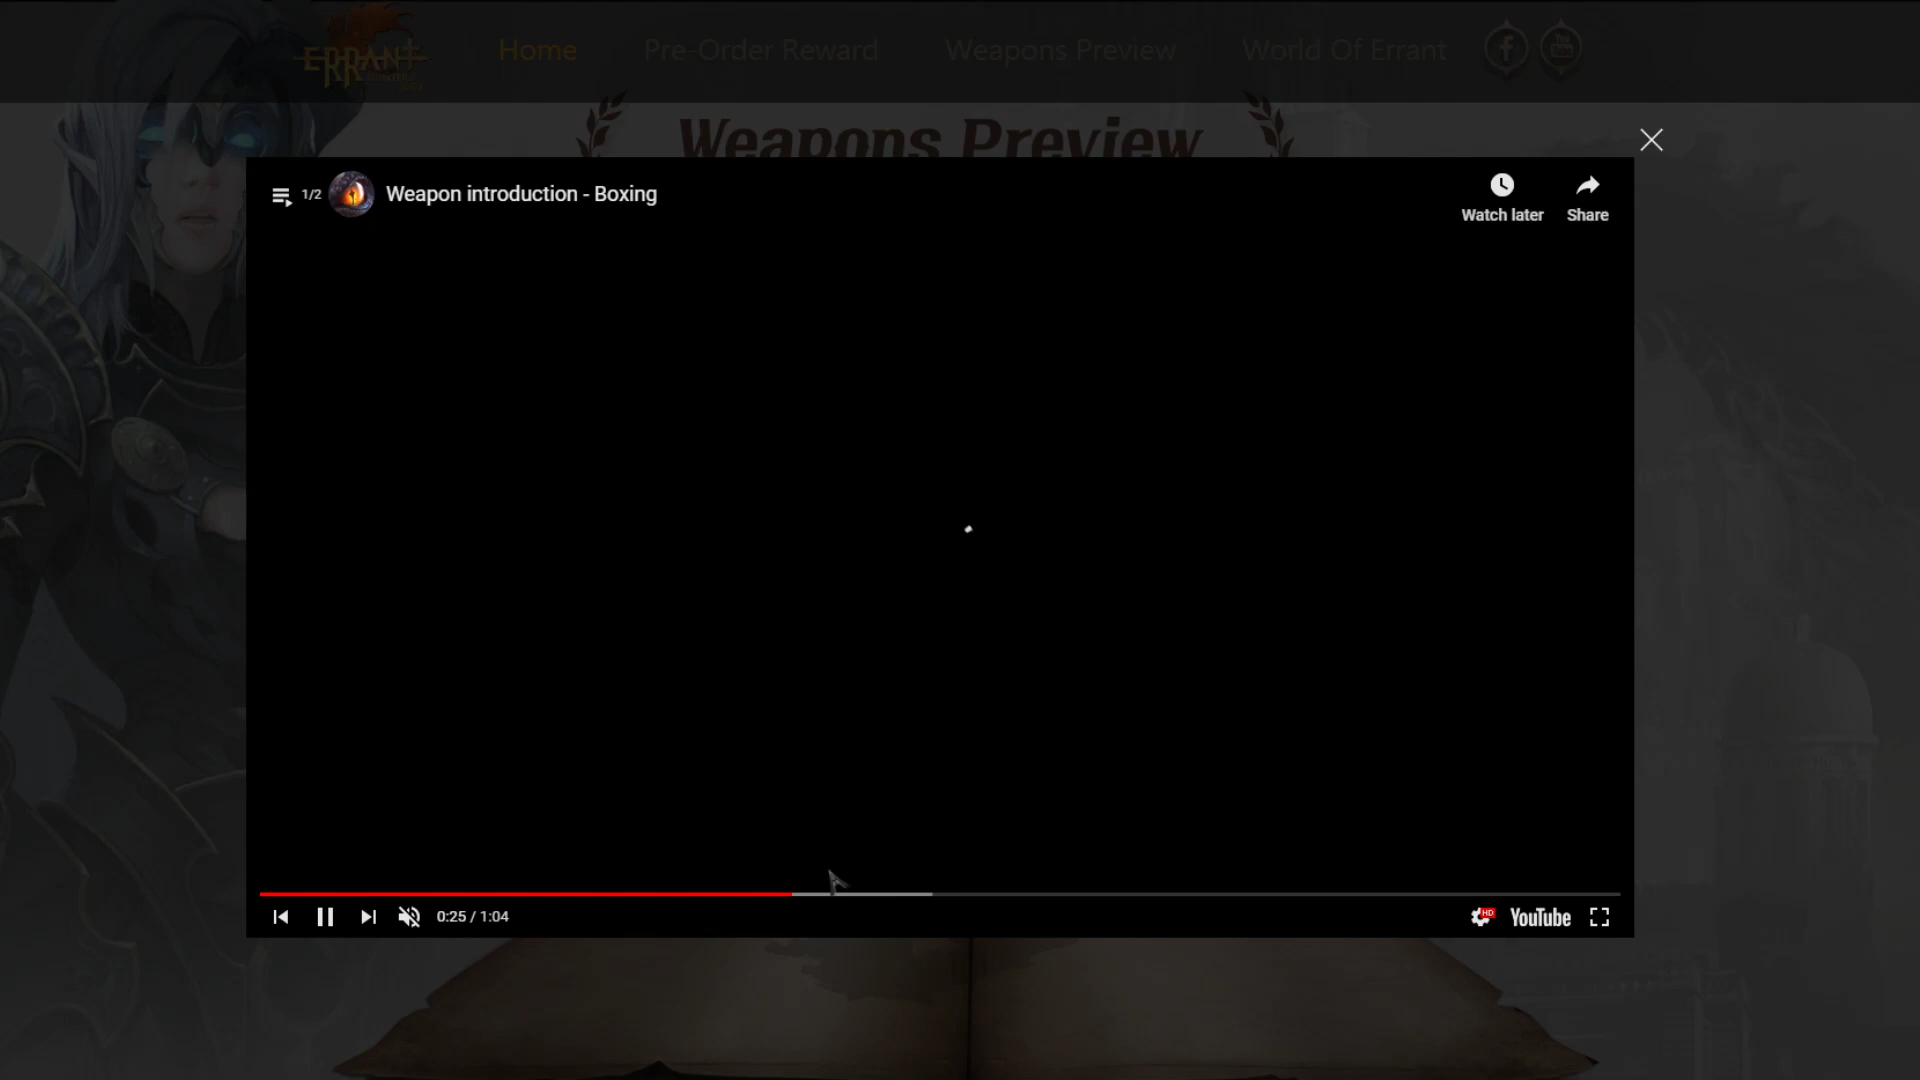 ERRANT
Home
Pre-Order Reward
Weapons Preview
World Of Errant
You
Weapons Preview
1/2
Weapon introduction - Boxing
Watch later
Share
0:25 / 1:04
HD
YouTube